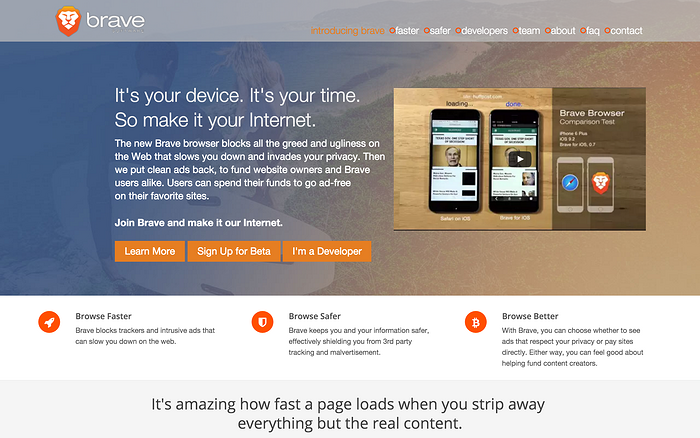 brave
introducing brave faster safer developers team about faq contact
It's your device. It's your time.
So make it your Internet.
The new Brave browser blocks all the greed and ugliness on
the Web that slows you down and invades your privacy. Then
we put clean ads back, to fund website owners and Brave
users alike. Users can spend their funds to go ad-free
on their favorite sites.
Join Brave and make it our Internet.
Learn More
Sign Up for Beta
I'm a Developer
loading...
done
Safari on iOS
Brave for iOS
Brave Browser
Comparison Test
iPhone 6 Plus
iOS 9.2
Brave for iOS, 0.7
Browse Faster
Brave blocks trackers and intrusive ads that
can slow you down on the web.
Browse Safer
Brave keeps you and your information safer,
effectively shielding you from 3rd party
tracking and malvertisement.
Browse Better
With Brave, you can choose whether to see
ads that respect your privacy or pay sites
directly. Either way, you can feel good about
helping fund content creators.
It's amazing how fast a page loads when you strip away
everything but the real content.